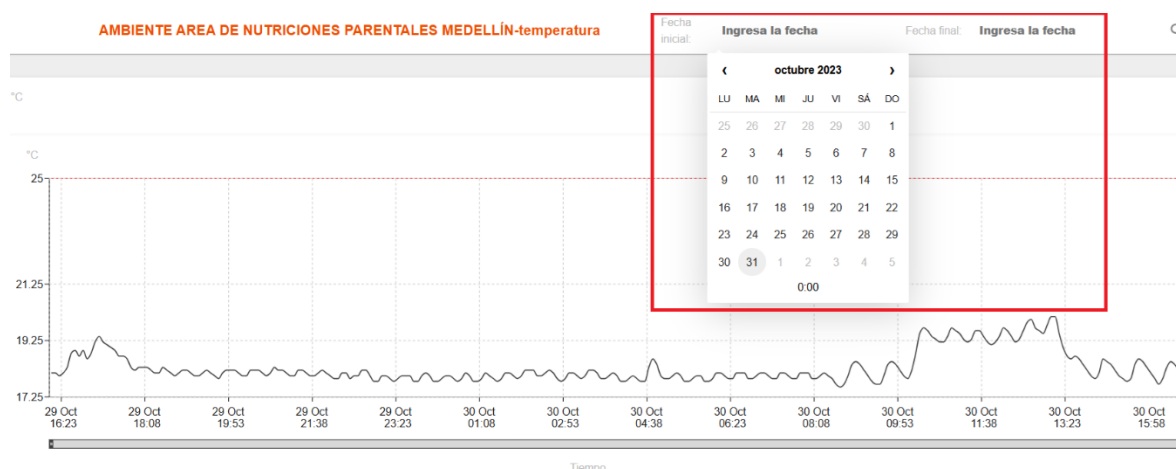 AMBIENTE AREA DE NUTRICIONES PARENTALES MEDELLÍN-temperatura
Fecha inicial: Ingresa la fecha Fecha final: Ingresa la fecha
‹ octubre 2023 ›
LU MA MI JU VI SÁ DO
25 26 27 28 29 30 1
2 3 4 5 6 7 8
9 10 11 12 13 14 15
16 17 18 19 20 21 22
23 24 25 26 27 28 29
30 31 1 2 3 4 5
0:00
°C
°C
25
21.25
19.25
17.25
29 Oct 29 Oct 29 Oct 29 Oct 29 Oct 30 Oct 30 Oct 30 Oct 30 Oct 30 Oct 30 Oct 30 Oct 30 Oct 30 Oct
16:23 18:08 19:53 21:38 23:23 01:08 02:53 04:38 06:23 08:08 09:53 11:38 13:23 15:58
Tiempo